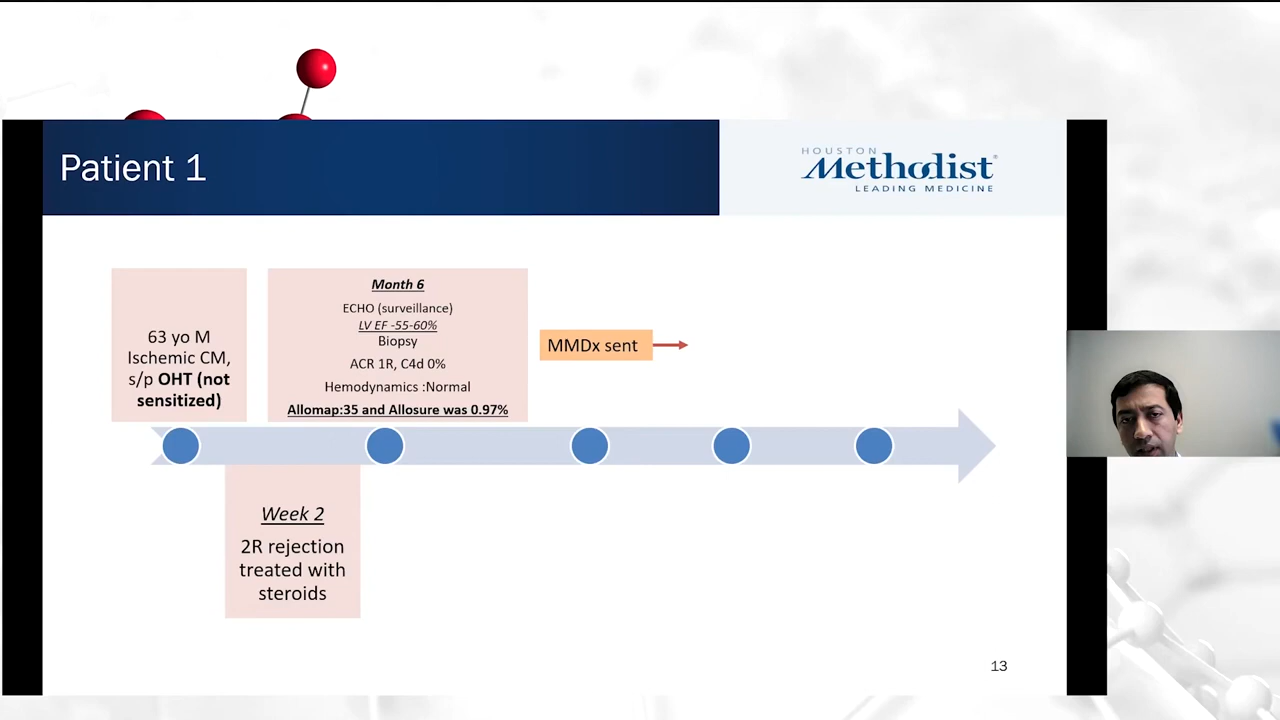 Patient 1
HOUSTON
Methodist®
LEADING MEDICINE
63 yo M
Ischemic CM,
s/p OHT (not
sensitized)
Month 6
ECHO (surveillance)
LV EF -55-60%
Biopsy
ACR 1R, C4d 0%
Hemodynamics :Normal
Allomap:35 and Allosure was 0.97%
MMDx sent
Week 2
2R rejection
treated with
steroids
13